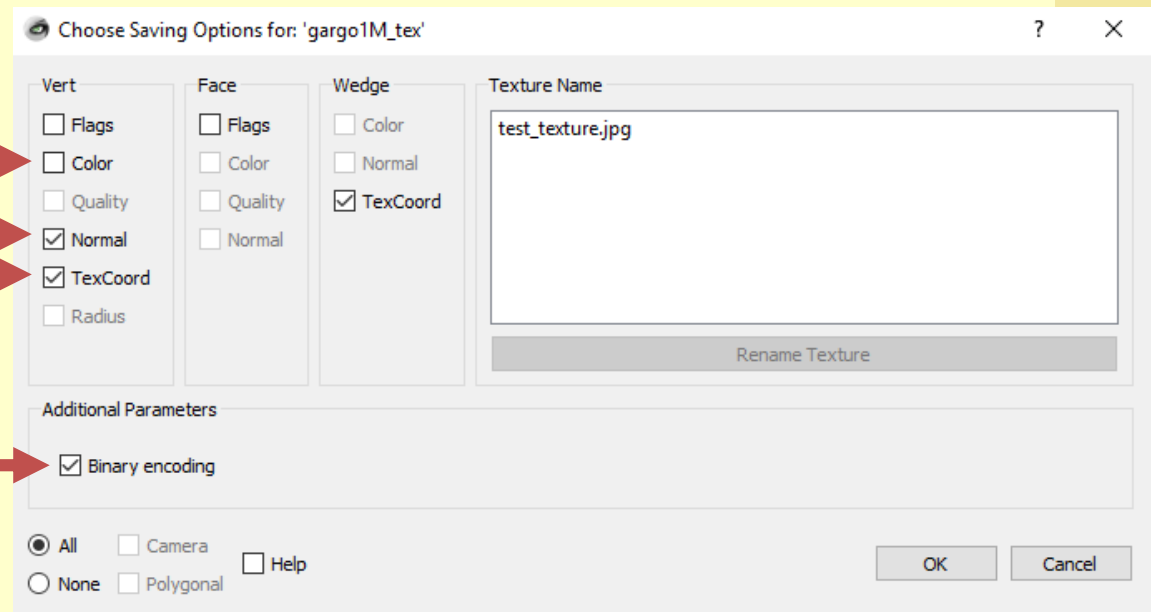 Choose Saving Options for: 'gargo1M_tex'
?
Vert
Flags
Color
Quality
Normal
TexCoord
Radius
Face
Flags
Color
Quality
Normal
Wedge
Color
Normal
TexCoord
Texture Name
test_texture.jpg
Rename Texture
Additional Parameters
Binary encoding
All
Camera
None
Polygonal
Help
OK
Cancel